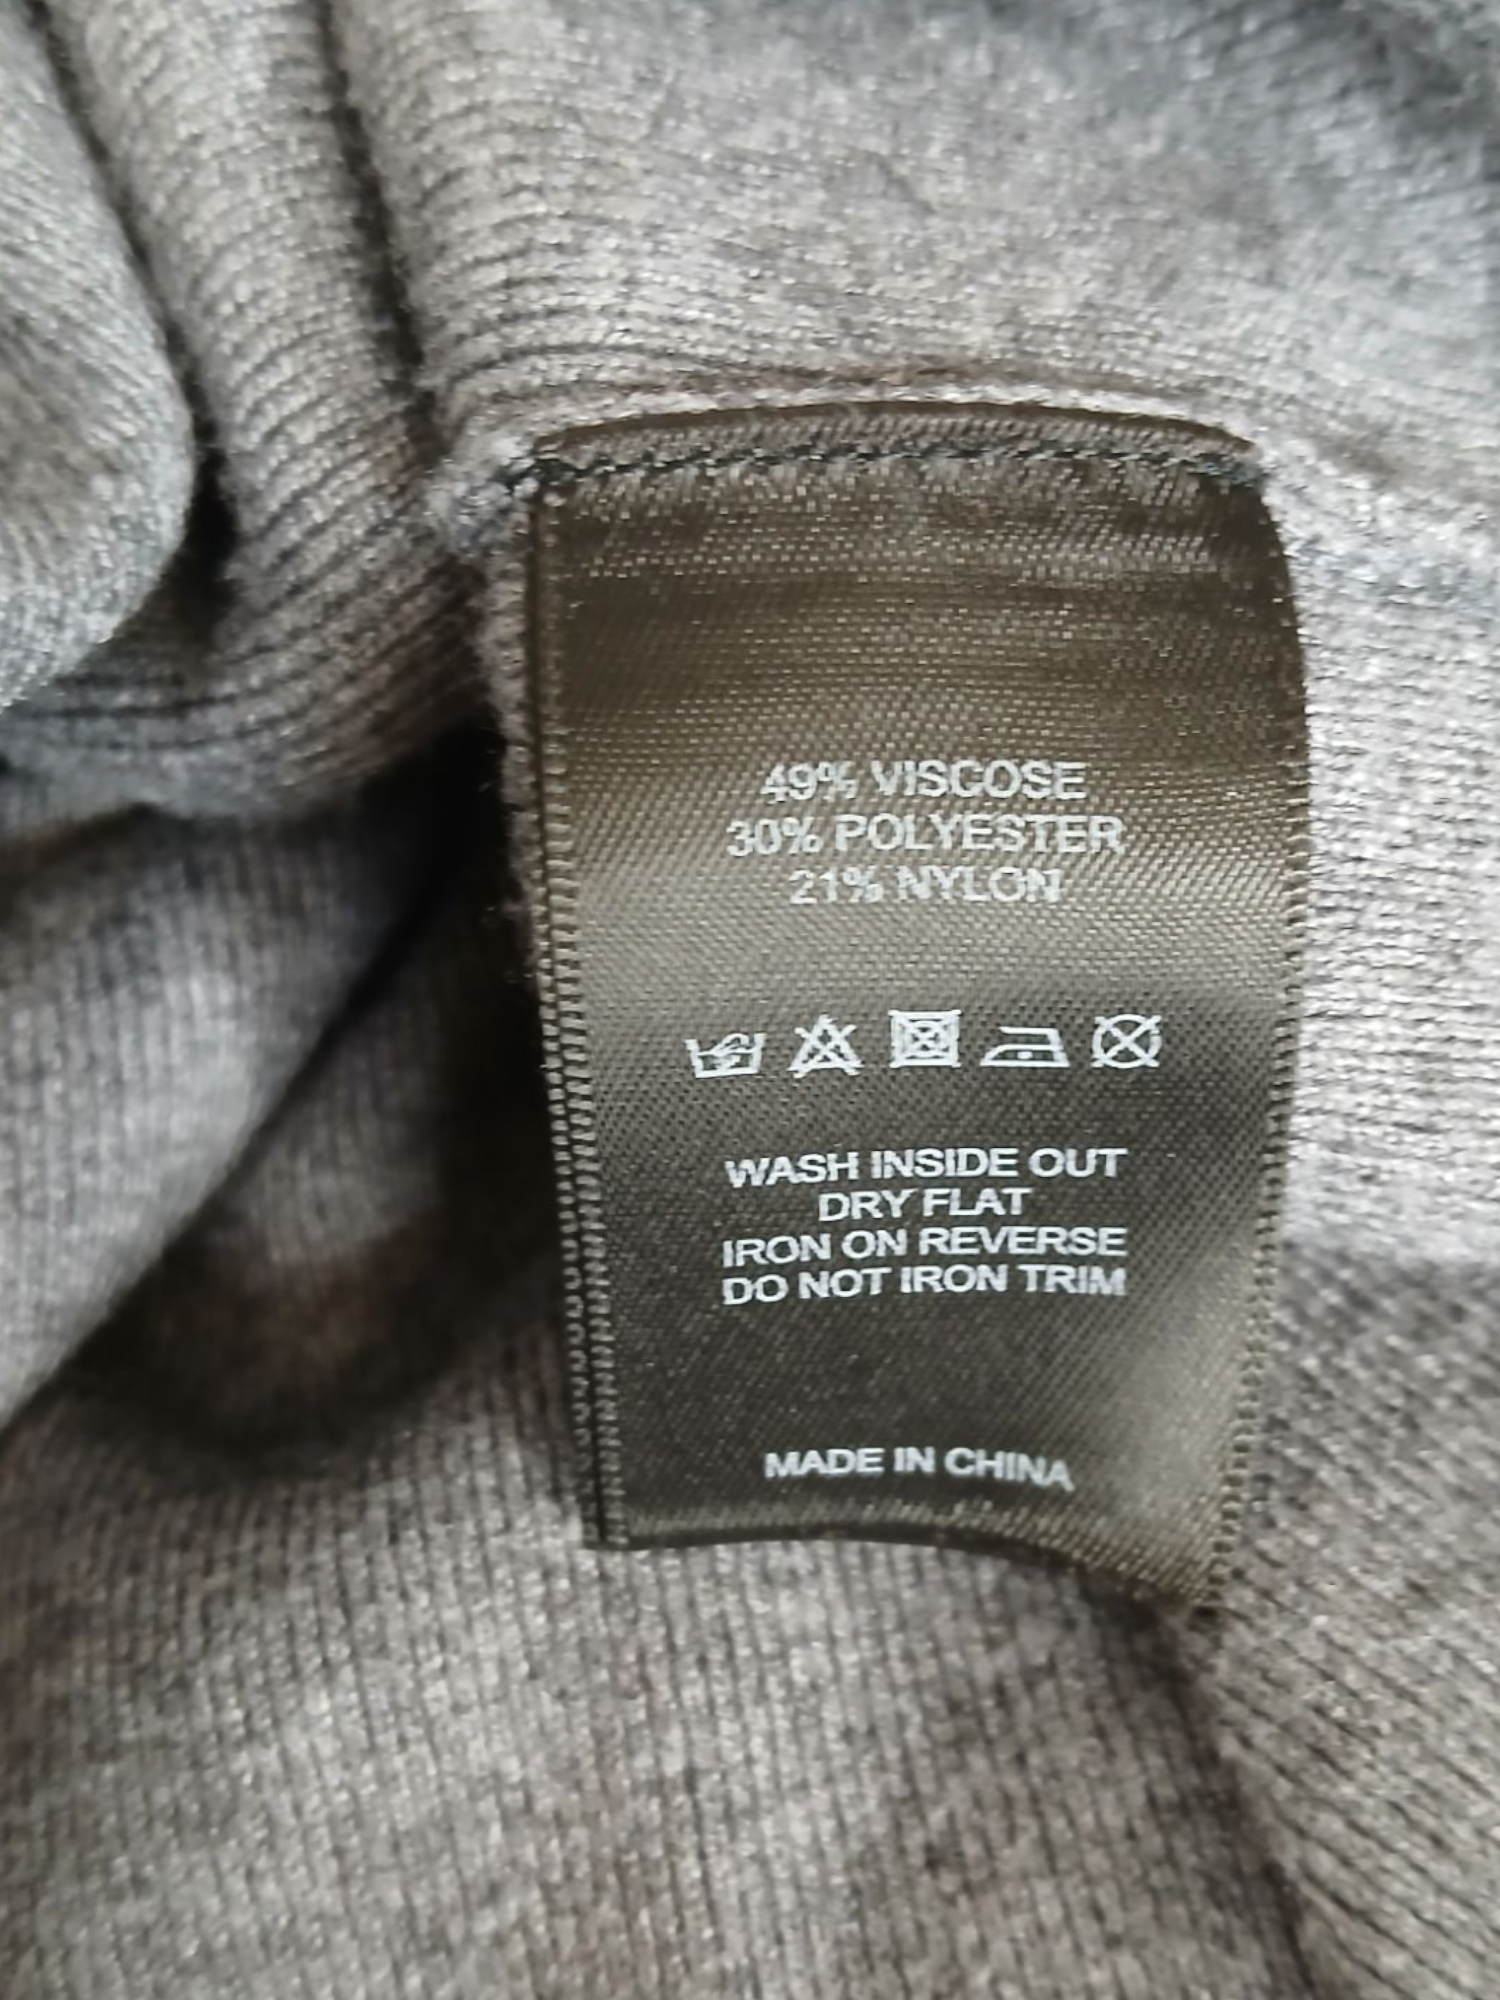 49% VISCOSE
30% POLYESTER
21% NYLON
WASH INSIDE OUT
DRY FLAT
IRON ON REVERSE
DO NOT IRON TRIM
MADE IN CHINA